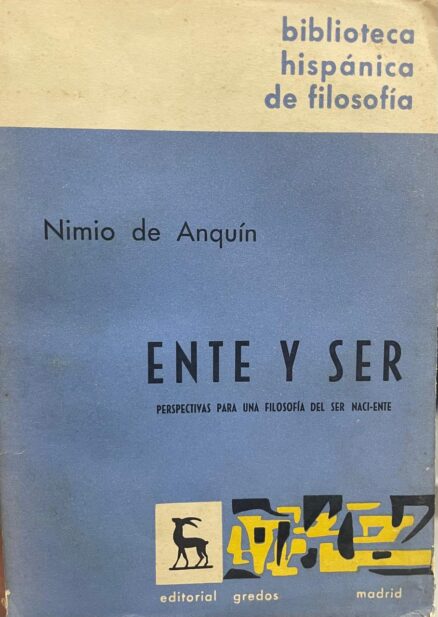 biblioteca
hispánica
de filosofía
Nimio de Anquín
ENTE Y SER
PERSPECTIVAS PARA UNA FILOSOFÍA DEL SER NACI-ENTE
editorial gredos madrid